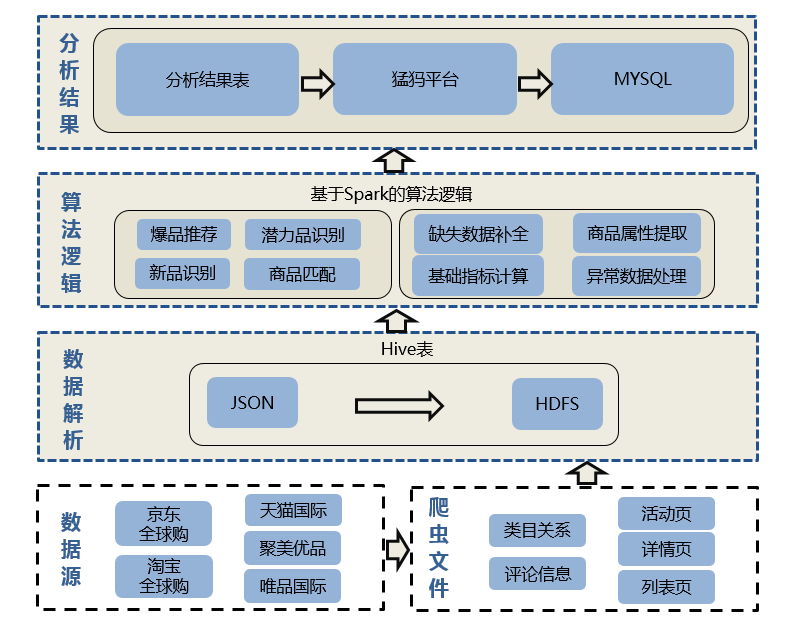 分析结果
分析结果表
猛犸平台
MYSQL
算法逻辑
基于Spark的算法逻辑
爆品推荐
潜力品识别
新品识别
商品匹配
缺失数据补全
商品属性提取
基础指标计算
异常数据处理
数据解析
Hive表
JSON
HDFS
数据源
京东
全球购
淘宝
全球购
天猫国际
聚美优品
唯品国际
爬虫文件
类目关系
评论信息
活动页
详情页
列表页